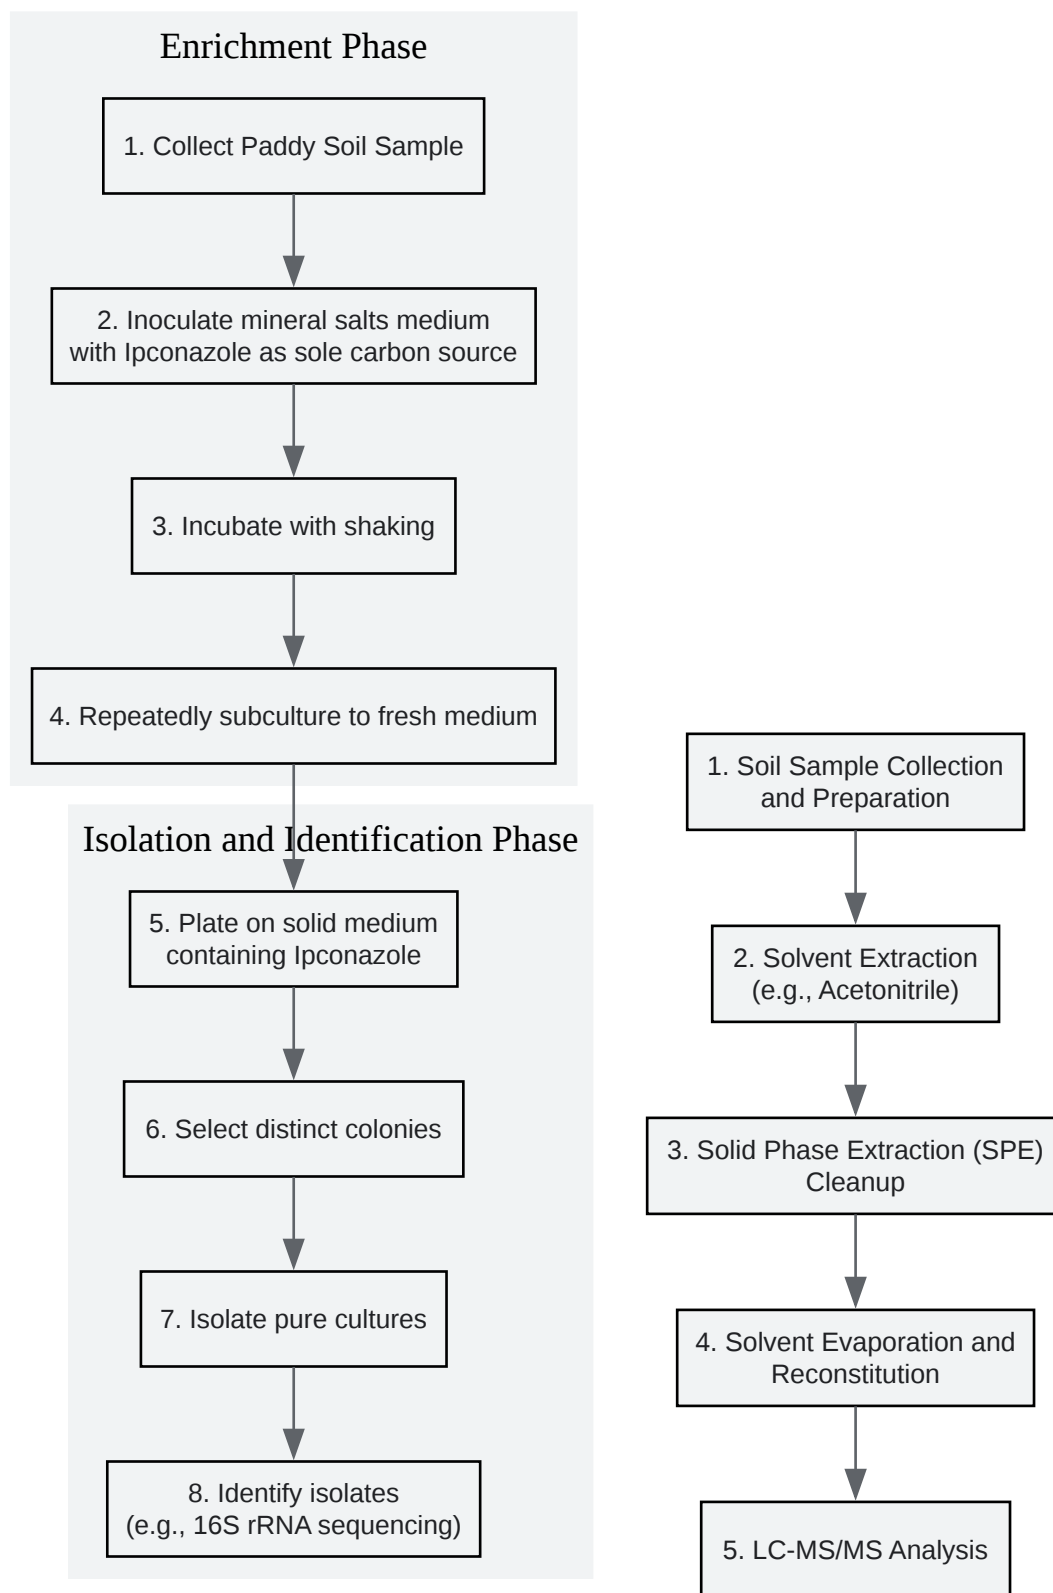 Enrichment Phase
1. Collect Paddy Soil Sample
2. Inoculate mineral salts medium
with Ipconazole as sole carbon source
3. Incubate with shaking
4. Repeatedly subculture to fresh medium
Isolation and Identification Phase
5. Plate on solid medium
containing Ipconazole
6. Select distinct colonies
7. Isolate pure cultures
8. Identify isolates
(e.g., 16S rRNA sequencing)
1. Soil Sample Collection
and Preparation
2. Solvent Extraction
(e.g., Acetonitrile)
3. Solid Phase Extraction (SPE)
Cleanup
4. Solvent Evaporation and
Reconstitution
5. LC-MS/MS Analysis